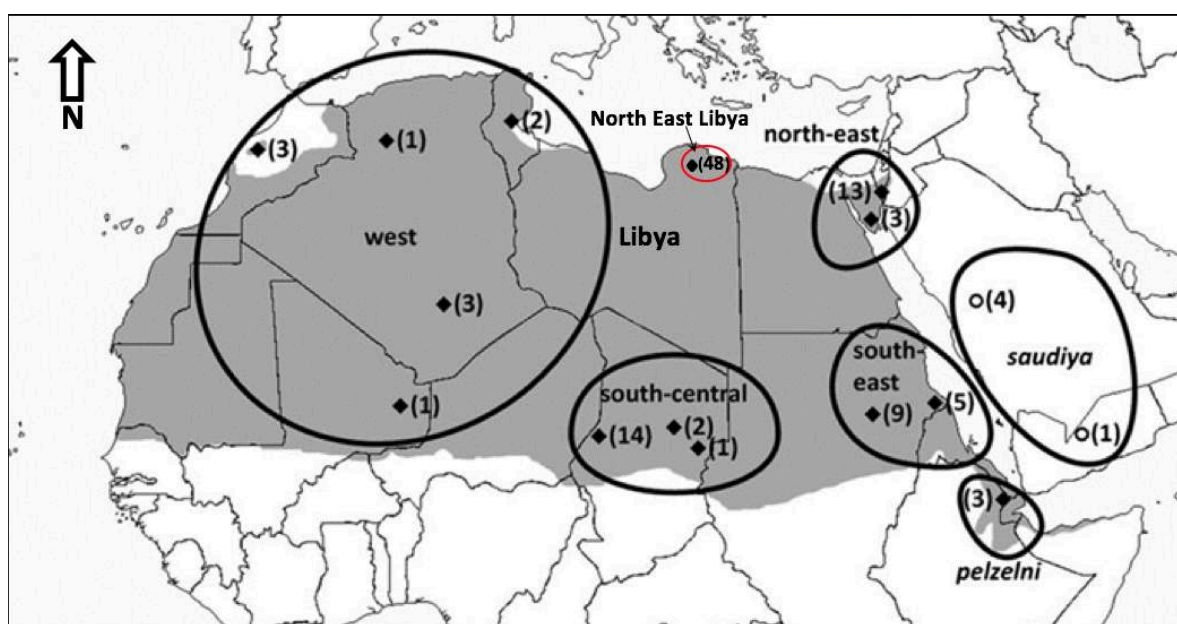 N
North East Libya
(48)
north-east
(13)
(3)
(3)
(1)
(2)
west
Libya
(3)
(1)
south-central
(14)
(2)
(1)
south-
east
(9)
(5)
(4)
saudiya
(1)
(3)
pelzelni